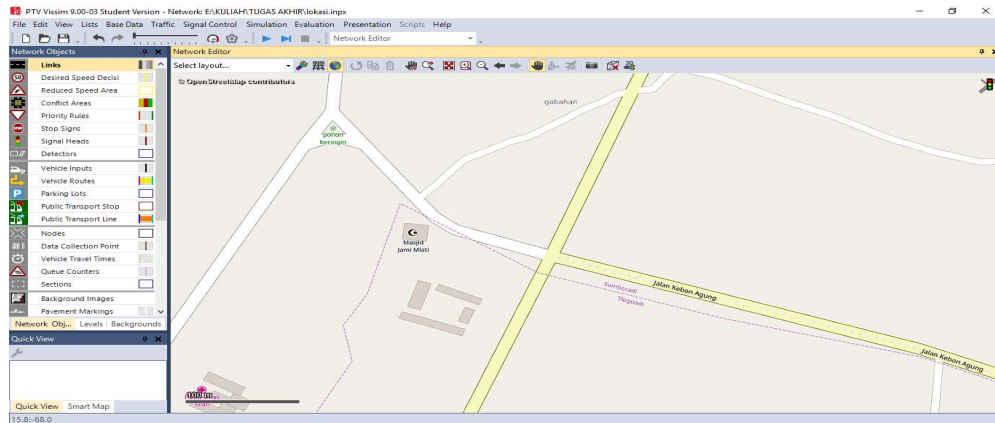 PTV Vissim 9.00-03 Student Version - Network: E:\KULIAH\TUGAS AKHIR\lokasi.inpx
File Edit View Lists Base Data Traffic Signal Control Simulation Evaluation Presentation Scripts Help
Network Editor
Network Objects
Links
Desired Speed Decisi
Reduced Speed Area
Conflict Areas
Priority Rules
Stop Signs
Signal Heads
Detectors
Vehicle Inputs
Vehicle Routes
Parking Lots
Public Transport Stop
Public Transport Line
Nodes
Data Collection Point
Vehicle Travel Times
Queue Counters
Sections
Background Images
Pavement Markings
Network Obj... Levels Backgrounds
Quick View
Quick View Smart Map
15.8:-68.0
Network Editor
Select layout...
© OpenStreetMap contributors
gabahan
pohon
beringin
Masjid
Jami Mlati
Sumberadi
Tlogoadi
Jalan Kebon Agung
Jalan Kebon Agung
400 m